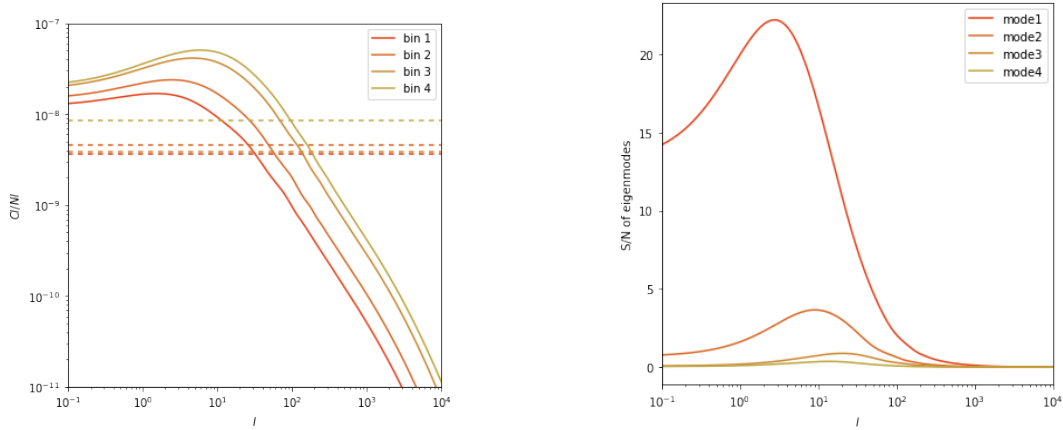 10⁻⁷
10⁻⁸
10⁻⁹
10⁻¹⁰
10⁻¹¹
Cl/Nl
10⁻¹ 10⁰ 10¹ 10² 10³ 10⁴
l
bin 1
bin 2
bin 3
bin 4
20
15
10
5
0
S/N of eigenmodes
10⁻¹ 10⁰ 10¹ 10² 10³ 10⁴
l
mode1
mode2
mode3
mode4